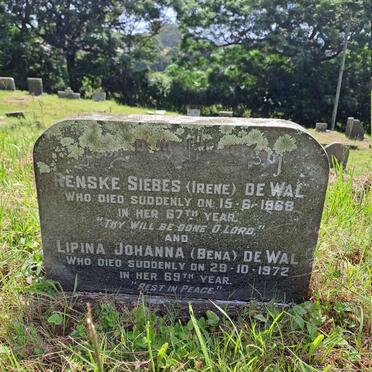 RENSKE SIEBES (IRENE) DE WAL
WHO DIED SUDDENLY ON 15-6-1968
IN HER 67TH YEAR.
"THY WILL BE DONE O LORD,"
AND
LIPINA JOHANNA (BENA) DE WAL
WHO DIED SUDDENLY ON 29-10-1972
IN HER 69TH YEAR.
"REST IN PEACE."